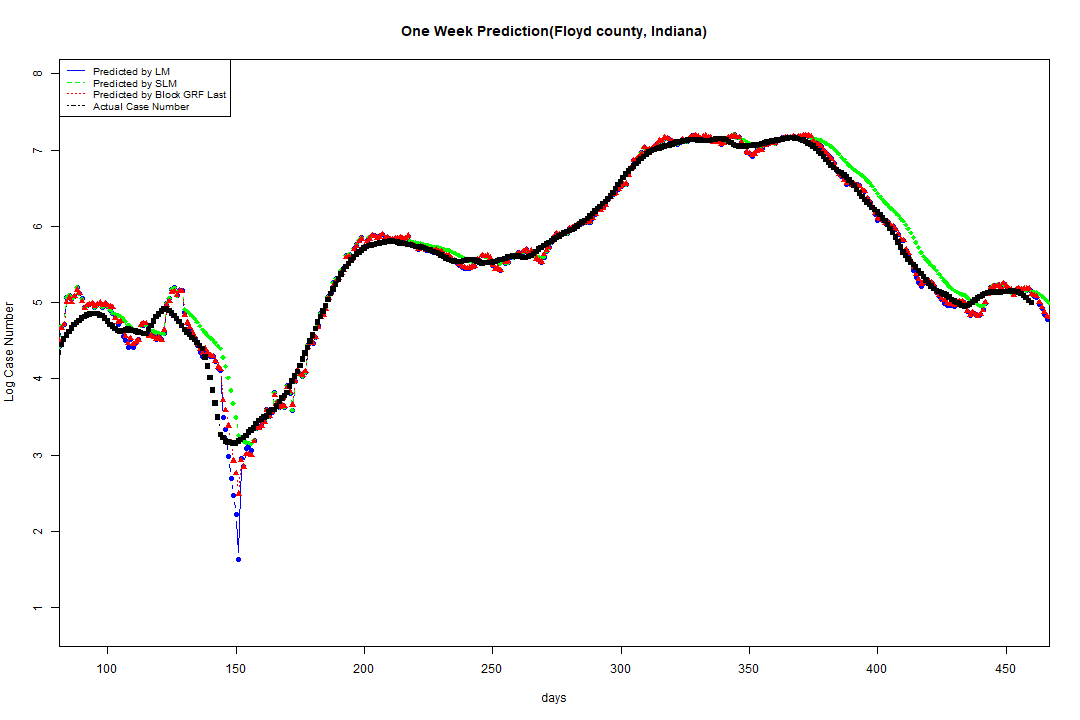 One Week Prediction(Floyd county, Indiana)
Predicted by LM
Predicted by SLM
Predicted by Block GRF Last
Actual Case Number
8
7
6
5
4
3
2
1
Log Case Number
100 150 200 250 300 350 400 450
days